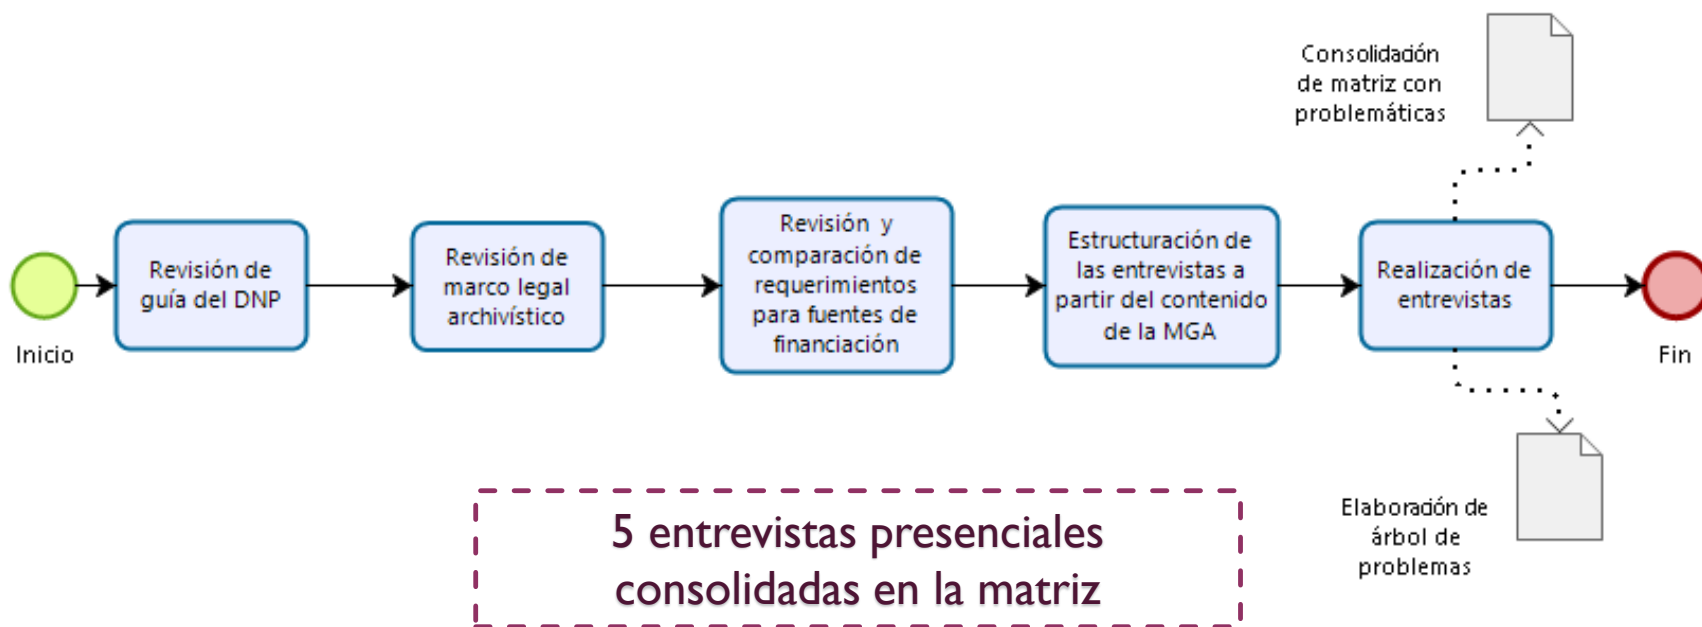 Inicio
Revisión de
guía del DNP
Revisión de
marco legal
archivístico
Revisión y
comparación de
requerimientos
para fuentes de
financiación
Estructuración de
las entrevistas a
partir del contenido
de la MGA
Realización de
entrevistas
Consolidación
de matriz con
problemáticas
Elaboración de
árbol de
problemas
Fin
5 entrevistas presenciales
consolidadas en la matriz